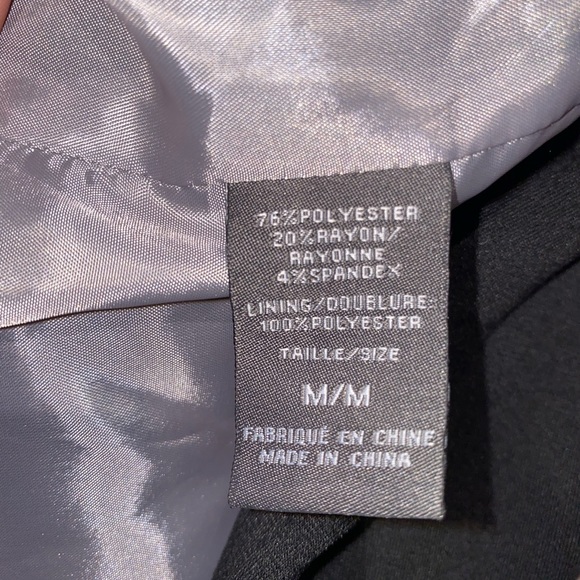 76%POLYESTER
20%RAYON/
RAYONNE
4%SPANDEX
LINING/DOUBLURE:
100%POLYESTER
TAILLE/SIZE
M/M
FABRIQUÉ EN CHINE
MADE IN CHINA